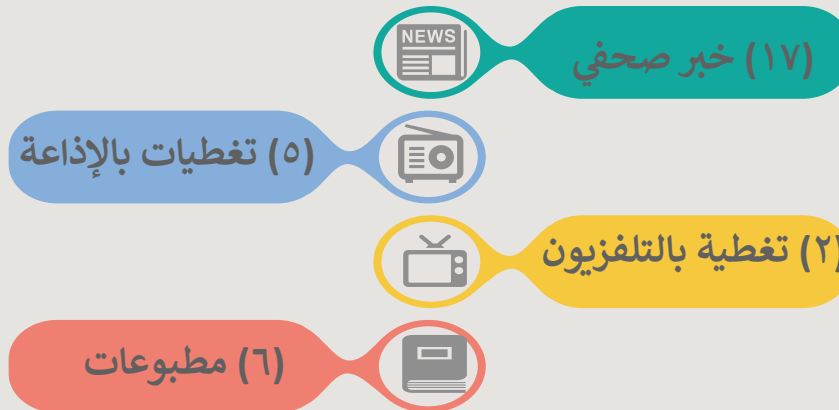 NEWS
(١٧) خبر صحفي
(٥) تغطيات بالإذاعة
(٢) تغطية بالتلفزيون
(٦) مطبوعات